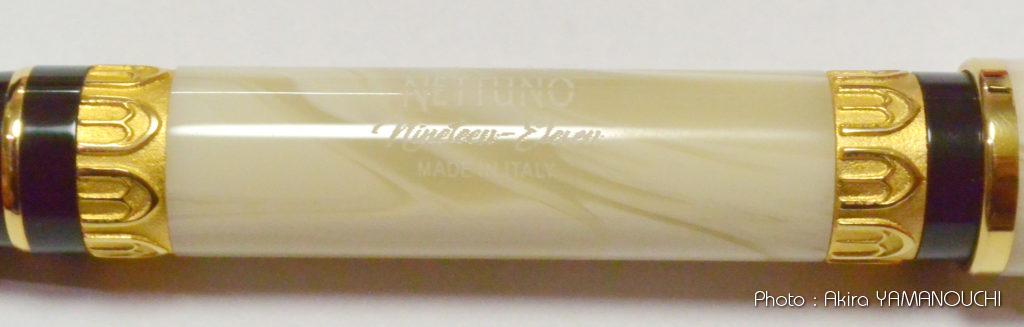 NETTUNO
Nineteen-Eleven
MADE IN ITALY
Photo : Akira YAMANOUCHI